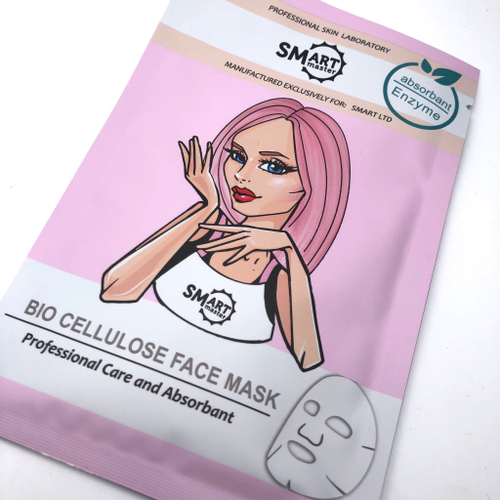 PROFESSIONAL SKIN LABORATORY
SMART
master
MANUFACTURED EXCLUSIVELY FOR: SMART LTD
absorbant
Enzyme
SMART
master
BIO CELLULOSE FACE MASK
Professional Care and Absorbant